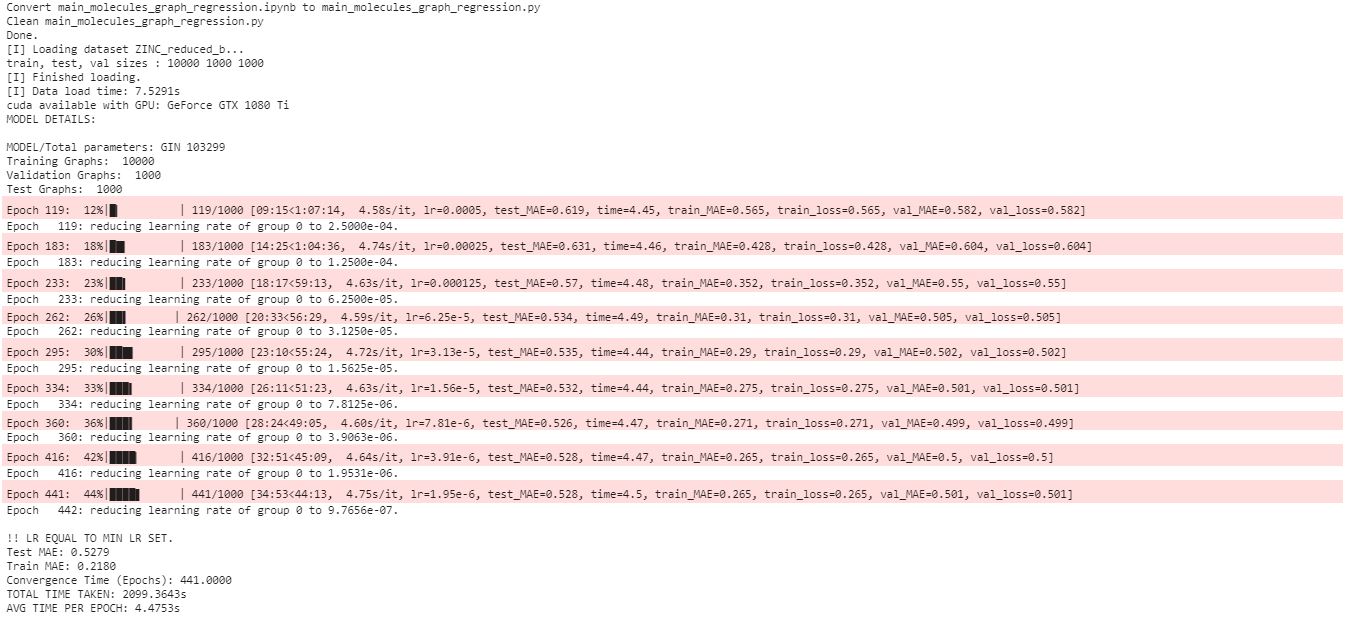 Convert main_molecules_graph_regression.ipynb to main_molecules_graph_regression.py
Clean main_molecules_graph_regression.py
Done.
[I] Loading dataset ZINC_reduced_b...
train, test, val sizes : 10000 1000 1000
[I] Finished loading.
[I] Data load time: 7.5291s
cuda available with GPU: GeForce GTX 1080 Ti
MODEL DETAILS:
MODEL/Total parameters: GIN 103299
Training Graphs:  10000
Validation Graphs:  1000
Test Graphs:  1000
Epoch 119:  12%|█▏        | 119/1000 [09:15<1:07:14,  4.58s/it, lr=0.0005, test_MAE=0.619, time=4.45, train_MAE=0.565, train_loss=0.565, val_MAE=0.582, val_loss=0.582]
Epoch   119: reducing learning rate of group 0 to 2.5000e-04.
Epoch 183:  18%|█▊        | 183/1000 [14:25<1:04:36,  4.74s/it, lr=0.00025, test_MAE=0.631, time=4.46, train_MAE=0.428, train_loss=0.428, val_MAE=0.604, val_loss=0.604]
Epoch   183: reducing learning rate of group 0 to 1.2500e-04.
Epoch 233:  23%|██▎       | 233/1000 [18:17<59:13,  4.63s/it, lr=0.000125, test_MAE=0.57, time=4.48, train_MAE=0.352, train_loss=0.352, val_MAE=0.55, val_loss=0.55]
Epoch   233: reducing learning rate of group 0 to 6.2500e-05.
Epoch 262:  26%|██▌       | 262/1000 [20:33<56:29,  4.59s/it, lr=6.25e-5, test_MAE=0.534, time=4.49, train_MAE=0.31, train_loss=0.31, val_MAE=0.505, val_loss=0.505]
Epoch   262: reducing learning rate of group 0 to 3.1250e-05.
Epoch 295:  30%|██▉       | 295/1000 [23:10<55:24,  4.72s/it, lr=3.13e-5, test_MAE=0.535, time=4.44, train_MAE=0.29, train_loss=0.29, val_MAE=0.502, val_loss=0.502]
Epoch   295: reducing learning rate of group 0 to 1.5625e-05.
Epoch 334:  33%|███▎      | 334/1000 [26:11<51:23,  4.63s/it, lr=1.56e-5, test_MAE=0.532, time=4.44, train_MAE=0.275, train_loss=0.275, val_MAE=0.501, val_loss=0.501]
Epoch   334: reducing learning rate of group 0 to 7.8125e-06.
Epoch 360:  36%|███▌      | 360/1000 [28:24<49:05,  4.60s/it, lr=7.81e-6, test_MAE=0.526, time=4.47, train_MAE=0.271, train_loss=0.271, val_MAE=0.499, val_loss=0.499]
Epoch   360: reducing learning rate of group 0 to 3.9063e-06.
Epoch 416:  42%|████▏     | 416/1000 [32:51<45:09,  4.64s/it, lr=3.91e-6, test_MAE=0.528, time=4.47, train_MAE=0.265, train_loss=0.265, val_MAE=0.5, val_loss=0.5]
Epoch   416: reducing learning rate of group 0 to 1.9531e-06.
Epoch 441:  44%|████▍     | 441/1000 [34:53<44:13,  4.75s/it, lr=1.95e-6, test_MAE=0.528, time=4.5, train_MAE=0.265, train_loss=0.265, val_MAE=0.501, val_loss=0.501]
Epoch   442: reducing learning rate of group 0 to 9.7656e-07.
!! LR EQUAL TO MIN LR SET.
Test MAE: 0.5279
Train MAE: 0.2180
Convergence Time (Epochs): 441.0000
TOTAL TIME TAKEN: 2099.3643s
AVG TIME PER EPOCH: 4.4753s